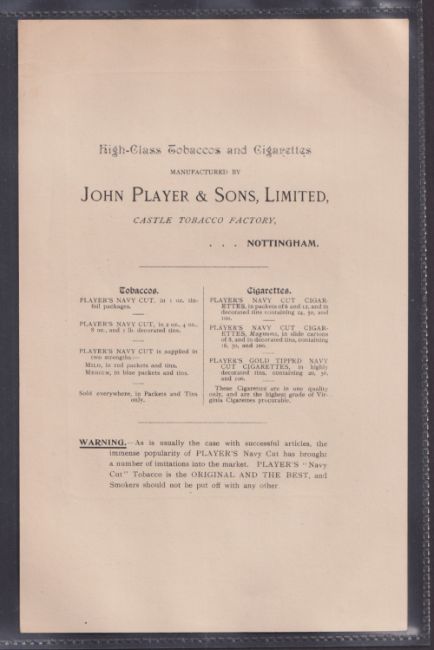 High-Class Tobaccos and Cigarettes
MANUFACTURED BY
JOHN PLAYER & SONS, LIMITED,
CASTLE TOBACCO FACTORY,
. . . NOTTINGHAM.
Tobaccos.
PLAYER'S NAVY CUT, in 1 oz. tin-
foil packages.
PLAYER'S NAVY CUT, in 2 oz., 4 oz.,
8 oz., and 1 lb. decorated tins.
PLAYER'S NAVY CUT is supplied in
two strengths:—
MILD, in red packets and tins.
MEDIUM, in blue packets and tins.
Sold everywhere, in Packets and Tins
only.
Cigarettes.
PLAYER'S NAVY CUT CIGAR-
ETTES, in packets of 6 and 12, and in
decorated tins containing 24, 50, and
100.
PLAYER'S NAVY CUT CIGAR-
ETTES, Magnums, in slide cartons
of 8, and in decorated tins, containing
16, 50, and 100.
PLAYER'S GOLD TIPPED NAVY
CUT CIGARETTES, in highly
decorated tins, containing 20, 50,
and 100.
These Cigarettes are in one quality
only, and are the highest grade of Vir-
ginia Cigarettes procurable.
WARNING.—As is usually the case with successful articles, the
immense popularity of PLAYER'S Navy Cut has brought
a number of imitations into the market. PLAYER'S "Navy
Cut" Tobacco is the ORIGINAL AND THE BEST, and
Smokers should not be put off with any other